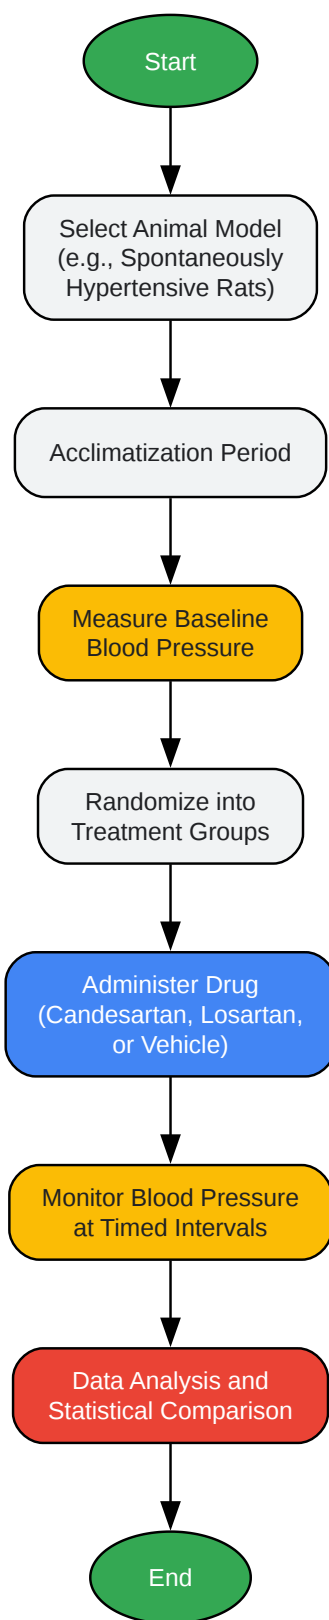 Start
Select Animal Model
(e.g., Spontaneously
Hypertensive Rats)
Acclimatization Period
Measure Baseline
Blood Pressure
Randomize into
Treatment Groups
Administer Drug
(Candesartan, Losartan,
or Vehicle)
Monitor Blood Pressure
at Timed Intervals
Data Analysis and
Statistical Comparison
End